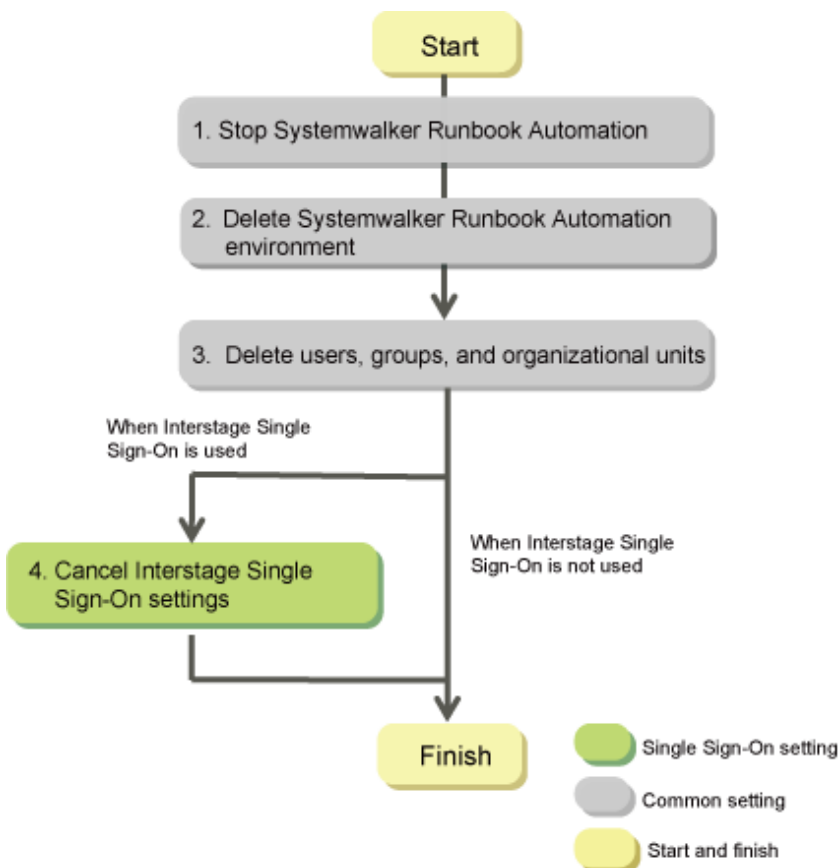 Start
1. Stop Systemwalker Runbook Automation
2. Delete Systemwalker Runbook Automation
environment
3. Delete users, groups, and organizational units
When Interstage Single
Sign-On is used
4. Cancel Interstage Single
Sign-On settings
When Interstage Single
Sign-On is not used
Finish
Single Sign-On setting
Common setting
Start and finish